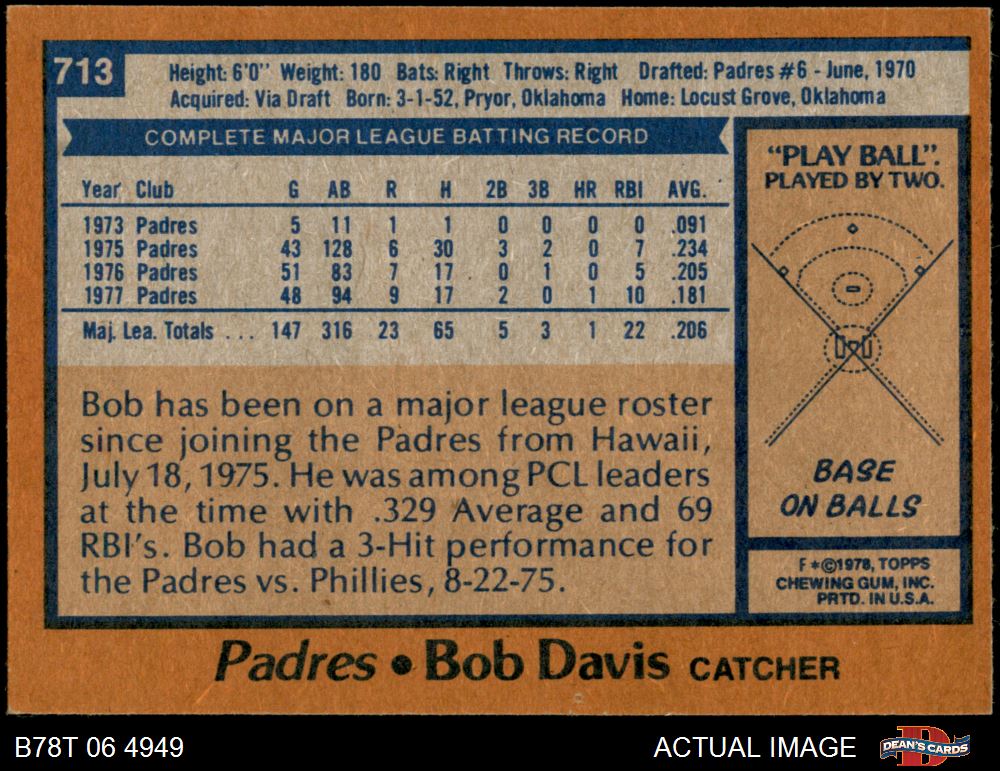 713
Height: 6'0" Weight: 180 Bats: Right Throws: Right Drafted: Padres #6 - June, 1970
Acquired: Via Draft Born: 3-1-52, Pryor, Oklahoma Home: Locust Grove, Oklahoma
COMPLETE MAJOR LEAGUE BATTING RECORD
Year Club G AB R H 2B 3B HR RBI AVG.
1973 Padres 5 11 1 1 0 0 0 0 .091
1975 Padres 43 128 6 30 3 2 0 7 .234
1976 Padres 51 83 7 17 0 1 0 5 .205
1977 Padres 48 94 9 17 2 0 1 10 .181
Maj. Lea. Totals . . . 147 316 23 65 5 3 1 22 .206
Bob has been on a major league roster
since joining the Padres from Hawaii,
July 18, 1975. He was among PCL leaders
at the time with .329 Average and 69
RBI's. Bob had a 3-Hit performance for
the Padres vs. Phillies, 8-22-75.
"PLAY BALL".
PLAYED BY TWO.
BASE
ON BALLS
F*©1978, TOPPS
CHEWING GUM, INC.
PRTD. IN U.S.A.
Padres • Bob Davis CATCHER
B78T 06 4949
ACTUAL IMAGE
DEAN'S CARDS